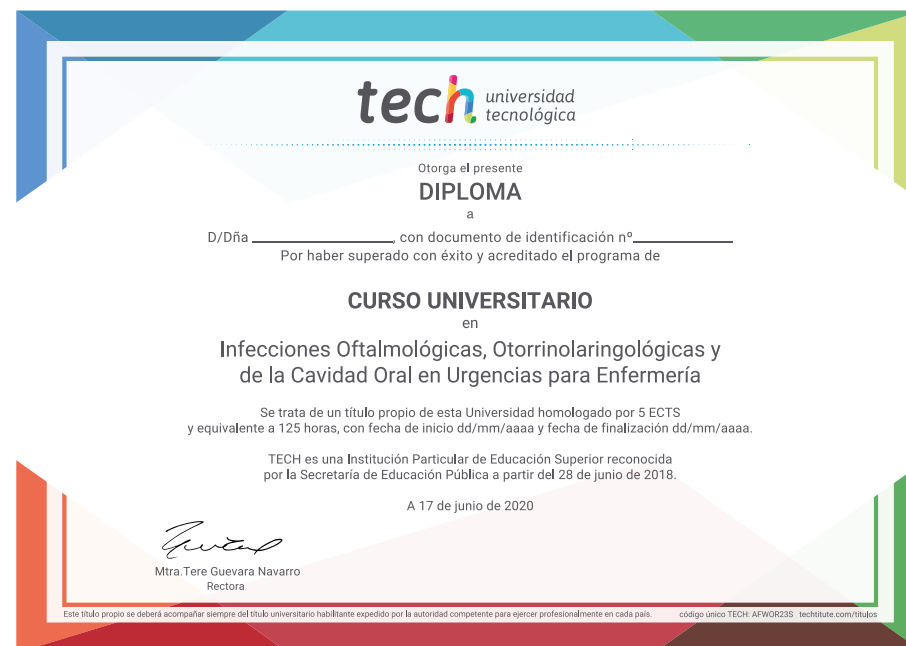 tech universidad
tecnológica
Otorga el presente
DIPLOMA
a
D/Dña ____________, con documento de identificación nº____________
Por haber superado con éxito y acreditado el programa de
CURSO UNIVERSITARIO
en
Infecciones Oftalmológicas, Otorrinolaringológicas y
de la Cavidad Oral en Urgencias para Enfermería
Se trata de un título propio de esta Universidad homologado por 5 ECTS
y equivalente a 125 horas, con fecha de inicio dd/mm/aaaa y fecha de finalización dd/mm/aaaa.
TECH es una Institución Particular de Educación Superior reconocida
por la Secretaría de Educación Pública a partir del 28 de junio de 2018.
A 17 de junio de 2020
Mtra.Tere Guevara Navarro
Rectora
Este título propio se deberá acompañar siempre del título universitario habilitante expedido por la autoridad competente para ejercer profesionalmente en cada país. código único TECH: AFWOR23S techtitute.com/titulos